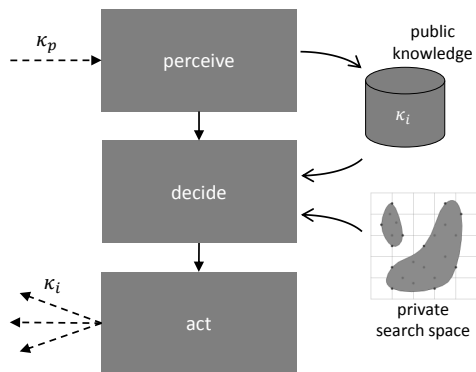 κₚ
perceive
public
knowledge
κᵢ
decide
κᵢ
act
private
search space